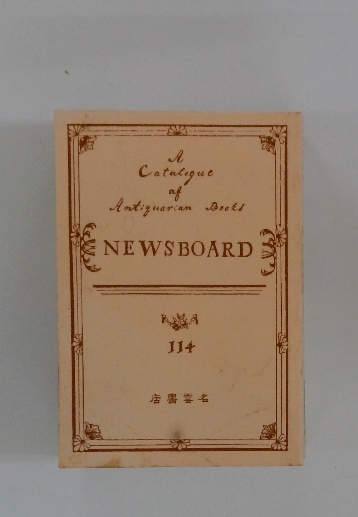 A
Catalogue
of
Antiquarian Books
NEWSBOARD
114
店書雲名